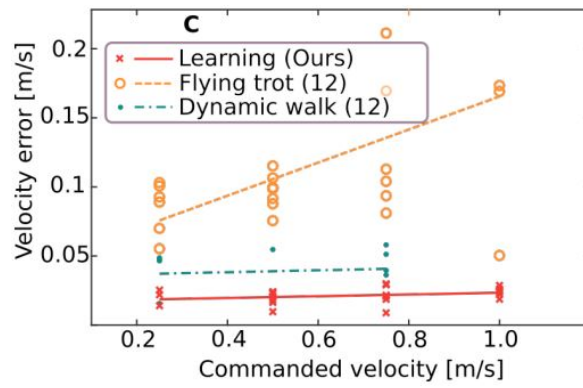 C
0.2
0.15
0.1
0.05
Velocity error [m/s]
Learning (Ours)
Flying trot (12)
Dynamic walk (12)
0.2 0.4 0.6 0.8 1.0
Commanded velocity [m/s]